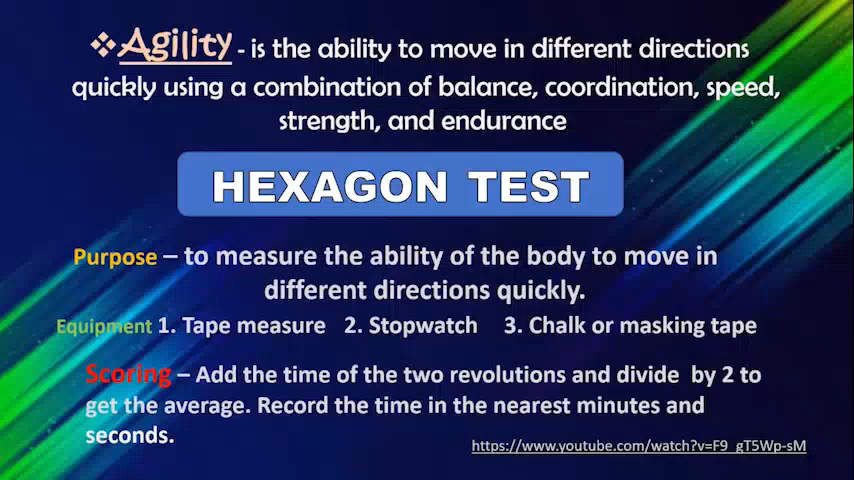 ❖Agility - is the ability to move in different directions
quickly using a combination of balance, coordination, speed,
strength, and endurance
HEXAGON TEST
Purpose – to measure the ability of the body to move in
different directions quickly.
Equipment 1. Tape measure 2. Stopwatch 3. Chalk or masking tape
Scoring – Add the time of the two revolutions and divide by 2 to
get the average. Record the time in the nearest minutes and
seconds.
https://www.youtube.com/watch?v=F9_gT5Wp-sM